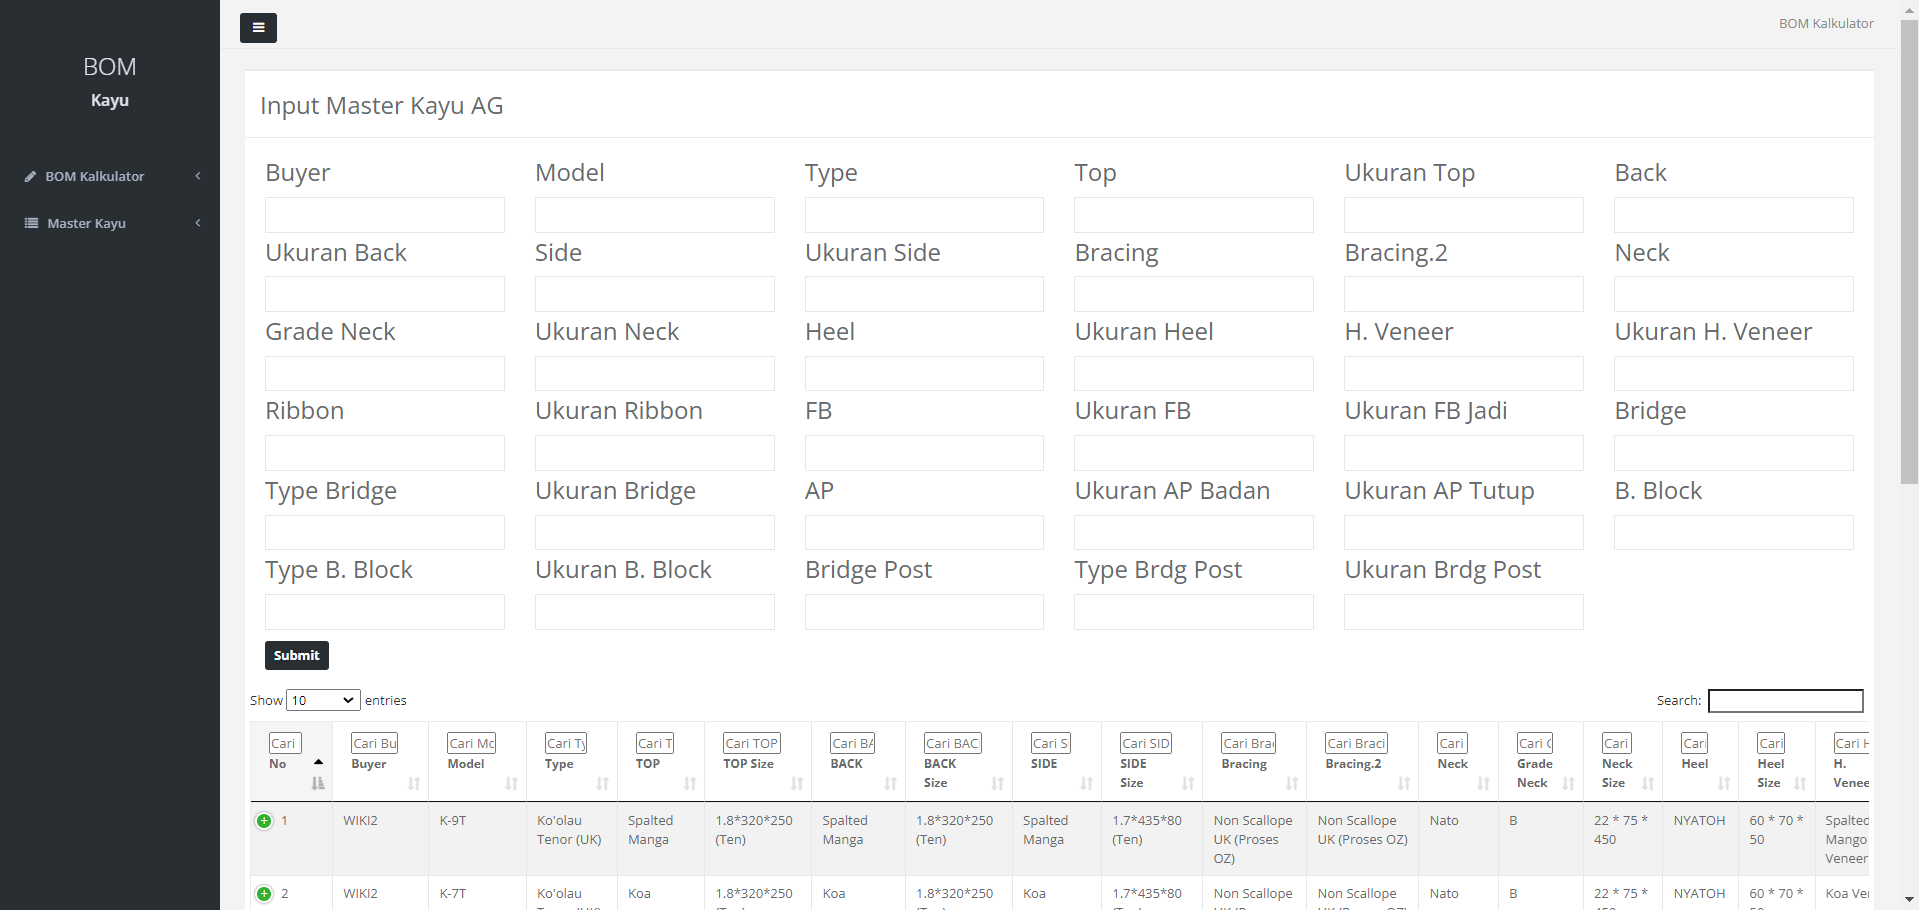 BOM Kalkulator
BOM
Kayu
BOM Kalkulator
Master Kayu
Input Master Kayu AG
Buyer Model Type Top Ukuran Top Back
Ukuran Back Side Ukuran Side Bracing Bracing.2 Neck
Grade Neck Ukuran Neck Heel Ukuran Heel H. Veneer Ukuran H. Veneer
Ribbon Ukuran Ribbon FB Ukuran FB Ukuran FB Jadi Bridge
Type Bridge Ukuran Bridge AP Ukuran AP Badan Ukuran AP Tutup B. Block
Type B. Block Ukuran B. Block Bridge Post Type Brdg Post Ukuran Brdg Post
Submit
Show 10 entries Search:
Cari Cari Bu Cari Mo Cari Ty Cari T Cari TOP Cari BA Cari BAC Cari S Cari SID Cari Brac Cari Braci Cari Cari G Cari Cari Cari Cari H
No Buyer Model Type TOP TOP Size BACK BACK SIDE SIDE Bracing Bracing.2 Neck Grade Neck Heel Heel H.
Size Size Neck Size Size Venee
1 WIKI2 K-9T Ko'olau Spalted 1.8*320*250 Spalted 1.8*320*250 Spalted 1.7*435*80 Non Scallope Non Scallope Nato B 22 * 75 * NYATOH 60 * 70 * Spalted
Tenor (UK) Manga (Ten) Manga (Ten) Manga (Ten) UK (Proses UK (Proses OZ) 450 50 Mango
OZ) Veneer
2 WIKI2 K-7T Ko'olau Koa 1.8*320*250 Koa 1.8*320*250 Koa 1.7*435*80 Non Scallope Non Scallope Nato B 22 * 75 * NYATOH 60 * 70 * Koa Ve